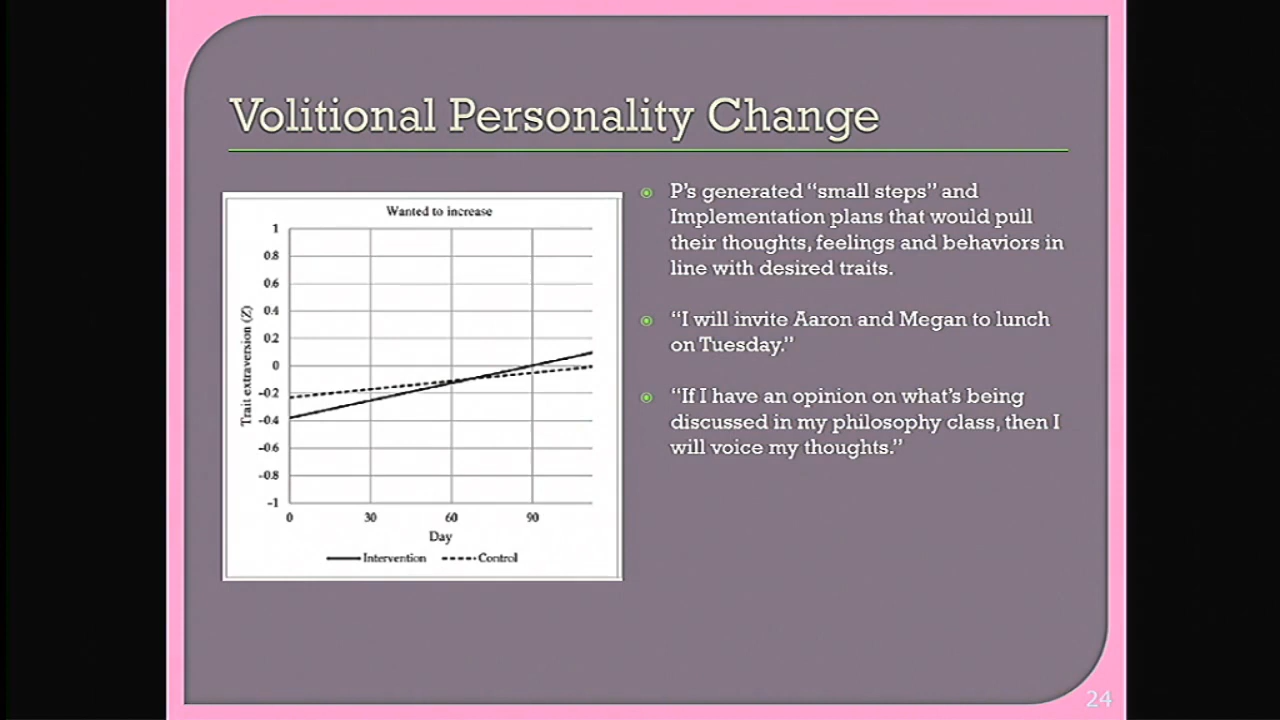 Volitional Personality Change
Wanted to increase
1
0.8
0.6
0.4
0.2
0
-0.2
-0.4
-0.6
-0.8
-1
Trait extraversion (Z)
0 30 60 90
Day
Intervention Control
P's generated “small steps” and
Implementation plans that would pull
their thoughts, feelings and behaviors in
line with desired traits.
“I will invite Aaron and Megan to lunch
on Tuesday.”
“If I have an opinion on what's being
discussed in my philosophy class, then I
will voice my thoughts.”
24